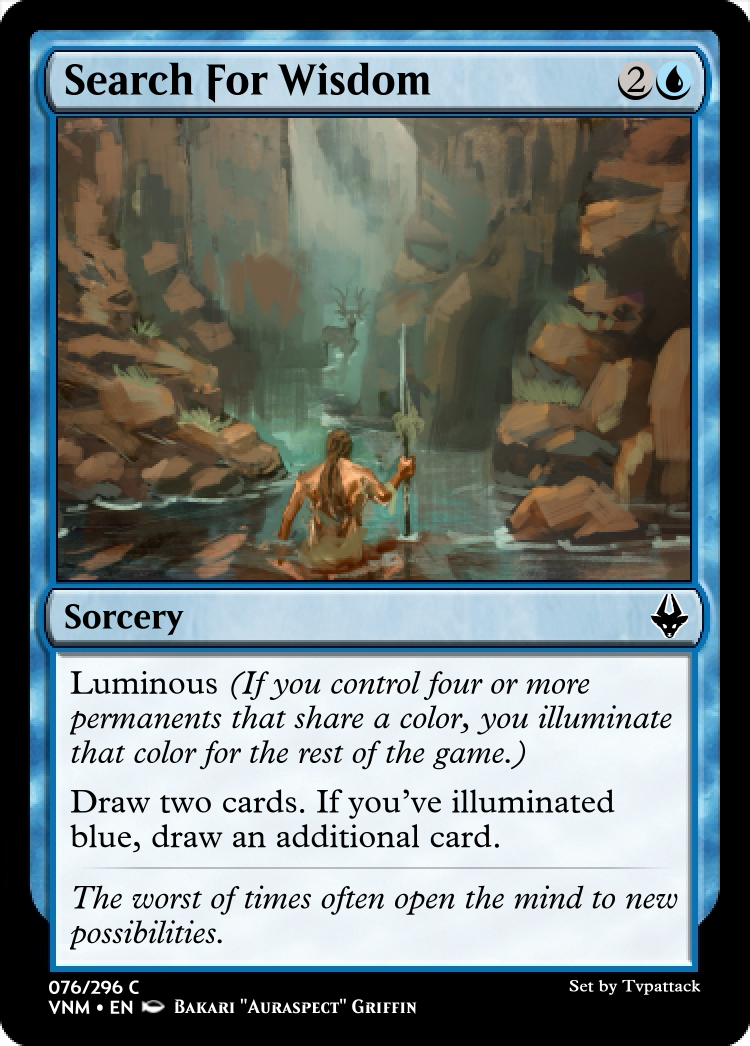 Search For Wisdom 2
Sorcery
Luminous (If you control four or more
permanents that share a color, you illuminate
that color for the rest of the game.)
Draw two cards. If you've illuminated
blue, draw an additional card.
The worst of times often open the mind to new
possibilities.
076/296 C
Set by Tvpattack
VNM • EN Bakari "Auraspect" Griffin